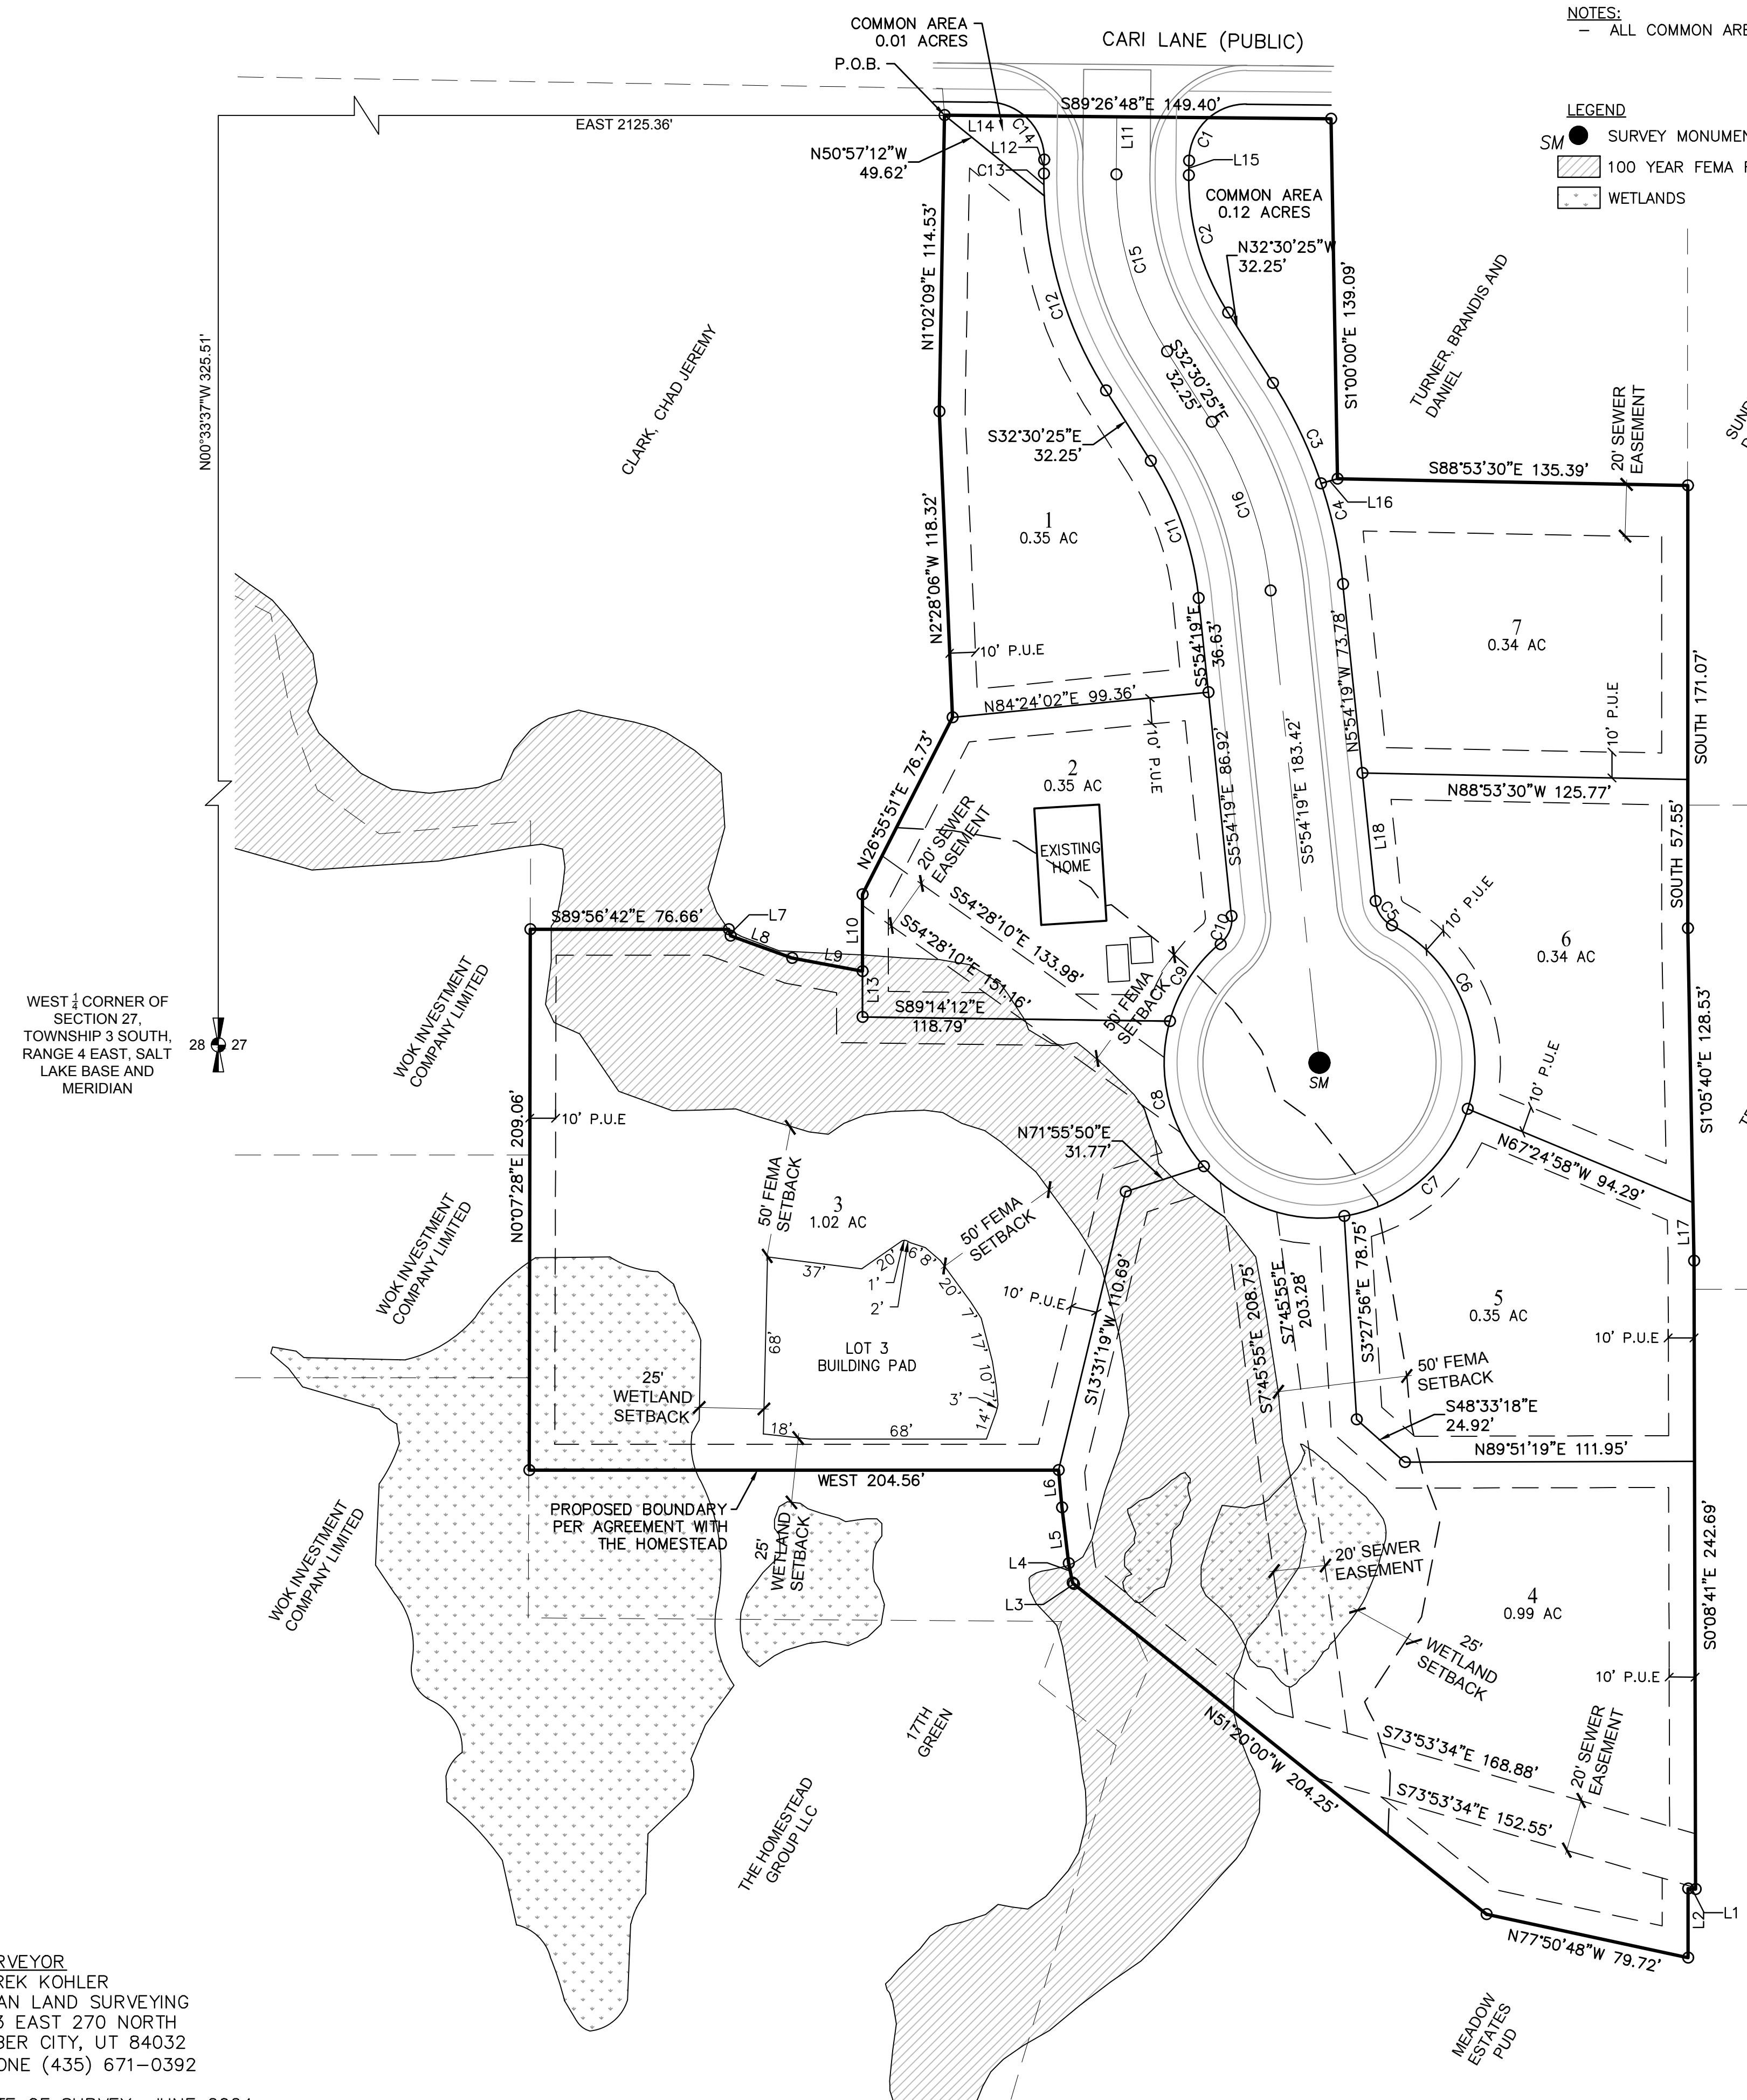 NOTES:
– ALL COMMON ARE
COMMON AREA
0.01 ACRES
CARI LANE (PUBLIC)
P.O.B.
LEGEND
SM SURVEY MONUMEN
100 YEAR FEMA F
WETLANDS
S89°26'48"E 149.40'
EAST 2125.36'
L14
C14
L11
C1
N50°57'12"W
49.62'
L12
C13
L15
COMMON AREA
0.12 ACRES
C2
N32°30'25"W
32.25'
C15
C12
N1°02'09"E 114.53'
S1°00'00"E 139.09'
TURNER, BRANDIS AND
DANIEL
N00°33'37"W 325.51'
CLARK, CHAD JEREMY
S32°30'25"E
32.25'
S32°30'25"E
32.25'
C3
20' SEWER
EASEMENT
S88°53'30"E 135.39'
C4
L16
C16
C11
N2°28'06"W 118.32'
1
0.35 AC
10' P.U.E
S5°54'19"E
36.63'
7
0.34 AC
N5°54'19"W 73.78'
SOUTH 171.07'
N84°24'02"E 99.36'
10' P.U.E
10' P.U.E
S5°54'19"E 183.42'
2
0.35 AC
S5°54'19"E 86.92'
N88°53'30"W 125.77'
N26°55'51"E 76.73'
20' SEWER
EASEMENT
EXISTING
HOME
L18
SOUTH 57.55'
C5
10' P.U.E
S89°56'42"E 76.66'
L7
L8
L9
L10
S54°28'10"E 133.98'
S54°28'10"E 151.16'
C10
C9
6
0.34 AC
C6
L13
S89°14'12"E
118.79'
50' FEMA
SETBACK
WEST 1/4 CORNER OF
SECTION 27,
TOWNSHIP 3 SOUTH,
RANGE 4 EAST, SALT
LAKE BASE AND
MERIDIAN
28 27
WOK INVESTMENT
COMPANY LIMITED
SM
C8
10' P.U.E
S1°05'40"E 128.53'
N0°07'28"E 209.06'
10' P.U.E
N71°55'50"E
31.77'
N67°24'58"W 94.29'
C7
50' FEMA
SETBACK
3
1.02 AC
50' FEMA
SETBACK
L17
WOK INVESTMENT
COMPANY LIMITED
37'
20'
6'
8'
1'
2'
20'
7'
17'
10'
7'
3'
14'
68'
10' P.U.E
LOT 3
BUILDING PAD
S13°31'19"W 110.69'
S7°45'55"E 208.75'
S7°45'55"E
203.28'
S3°27'56"E 78.75'
5
0.35 AC
10' P.U.E
50' FEMA
SETBACK
25'
WETLAND
SETBACK
18'
68'
S48°33'18"E
24.92'
N89°51'19"E 111.95'
WEST 204.56'
L6
PROPOSED BOUNDARY
PER AGREEMENT WITH
THE HOMESTEAD
25'
WETLAND
SETBACK
WOK INVESTMENT
COMPANY LIMITED
L5
L4
L3
20' SEWER
EASEMENT
4
0.99 AC
S0°08'41"E 242.69'
25'
WETLAND
SETBACK
10' P.U.E
17TH
GREEN
N51°20'00"W 204.25'
S73°53'34"E 168.88'
S73°53'34"E 152.55'
20' SEWER
EASEMENT
THE HOMESTEAD
GROUP LLC
L1
L2
N77°50'48"W 79.72'
MEADOW
ESTATES
PUD
RVEYOR
REK KOHLER
AN LAND SURVEYING
EAST 270 NORTH
BER CITY, UT 84032
ONE (435) 671–0392